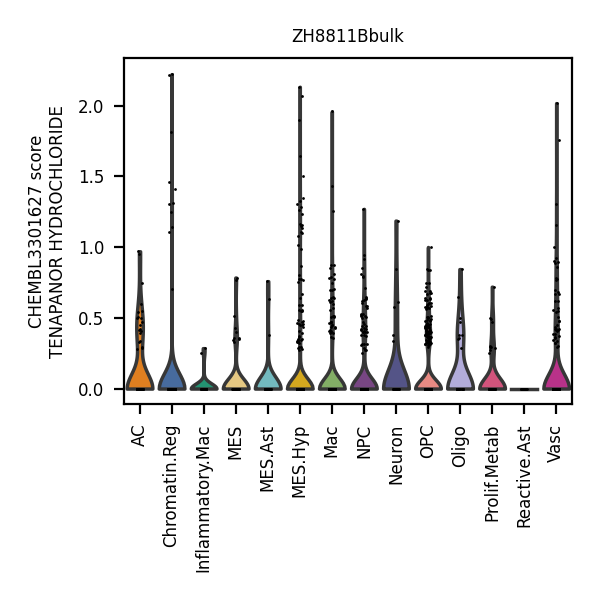 ZH8811Bbulk
CHEMBL3301627 score
TENAPANOR HYDROCHLORIDE
2.0
1.5
1.0
0.5
0.0
AC
Chromatin.Reg
Inflammatory.Mac
MES
MES.Ast
MES.Hyp
Mac
NPC
Neuron
OPC
Oligo
Prolif.Metab
Reactive.Ast
Vasc